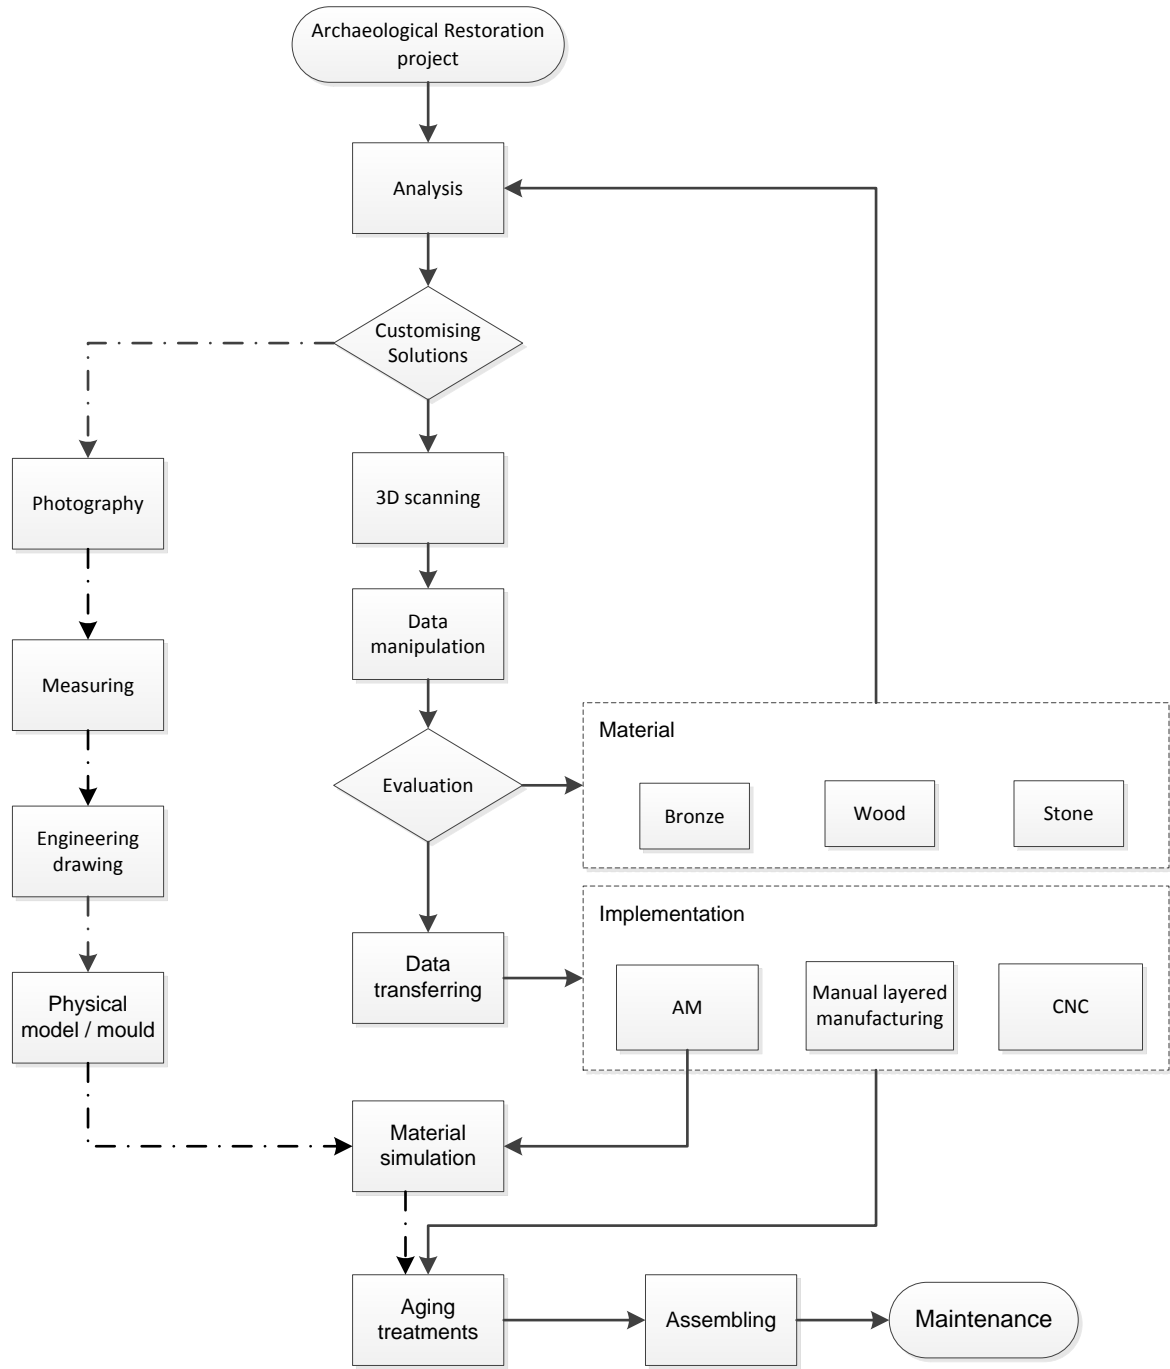 Archaeological Restoration
project
Analysis
Customising
Solutions
Photography
3D scanning
Measuring
Data
manipulation
Material
Evaluation
Bronze
Wood
Stone
Engineering
drawing
Implementation
Data
transferring
AM
Manual layered
manufacturing
CNC
Physical
model / mould
Material
simulation
Aging
treatments
Assembling
Maintenance